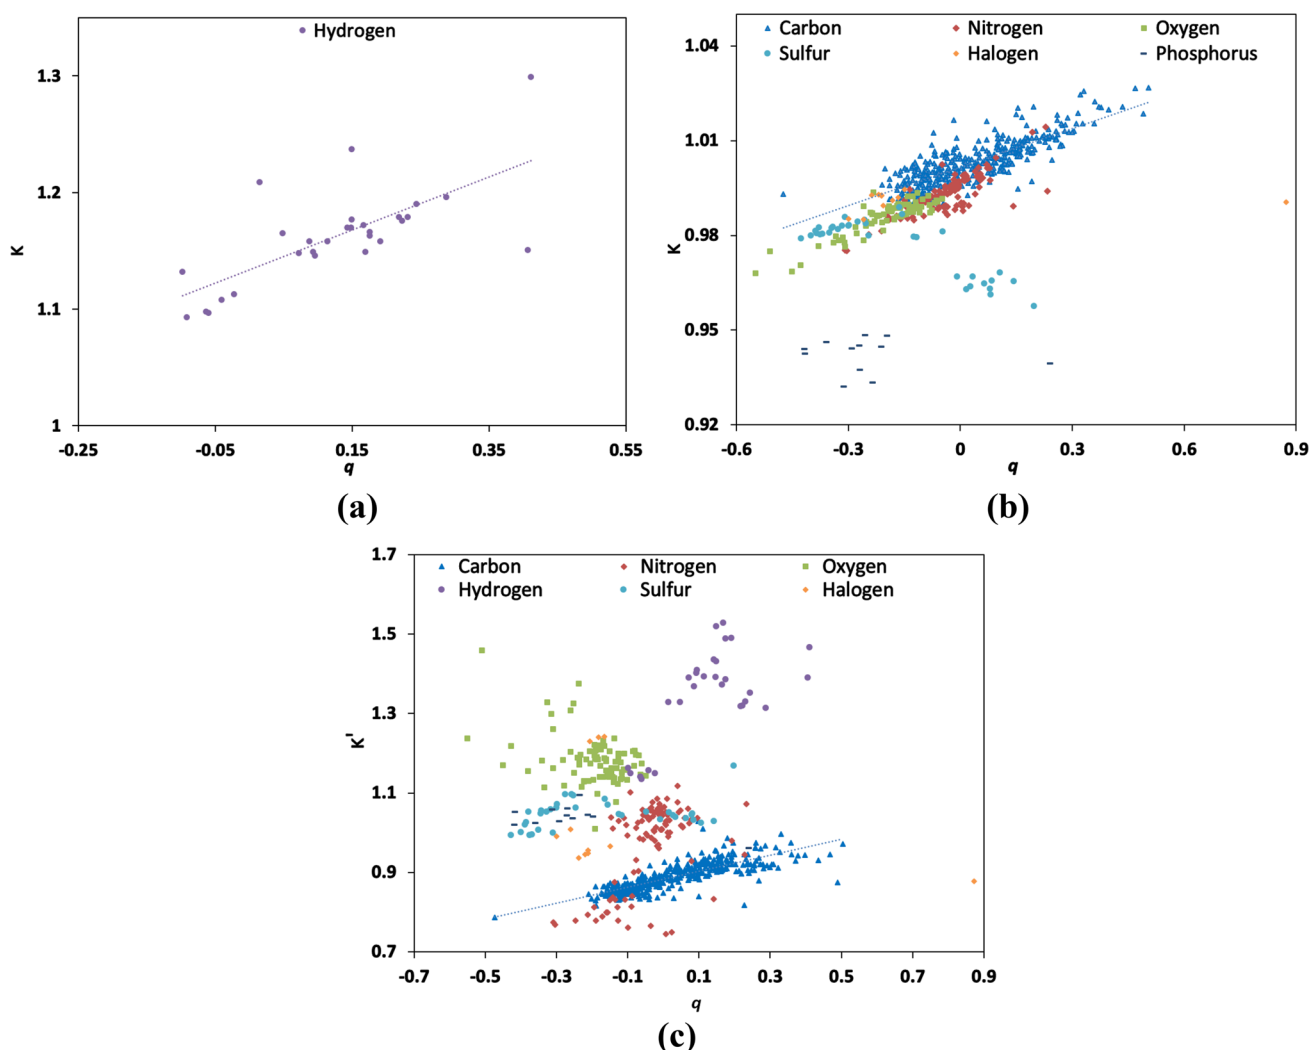 Hydrogen
1.3
1.2
1.1
1
K
-0.25 -0.05 0.15 0.35 0.55
q
(a)
Carbon Nitrogen Oxygen
Sulfur Halogen Phosphorus
1.04
1.01
0.98
0.95
0.92
K
-0.6 -0.3 0 0.3 0.6 0.9
q
(b)
Carbon Nitrogen Oxygen
Hydrogen Sulfur Halogen
1.7
1.5
1.3
1.1
0.9
0.7
K'
-0.7 -0.5 -0.3 -0.1 0.1 0.3 0.5 0.7 0.9
q
(c)